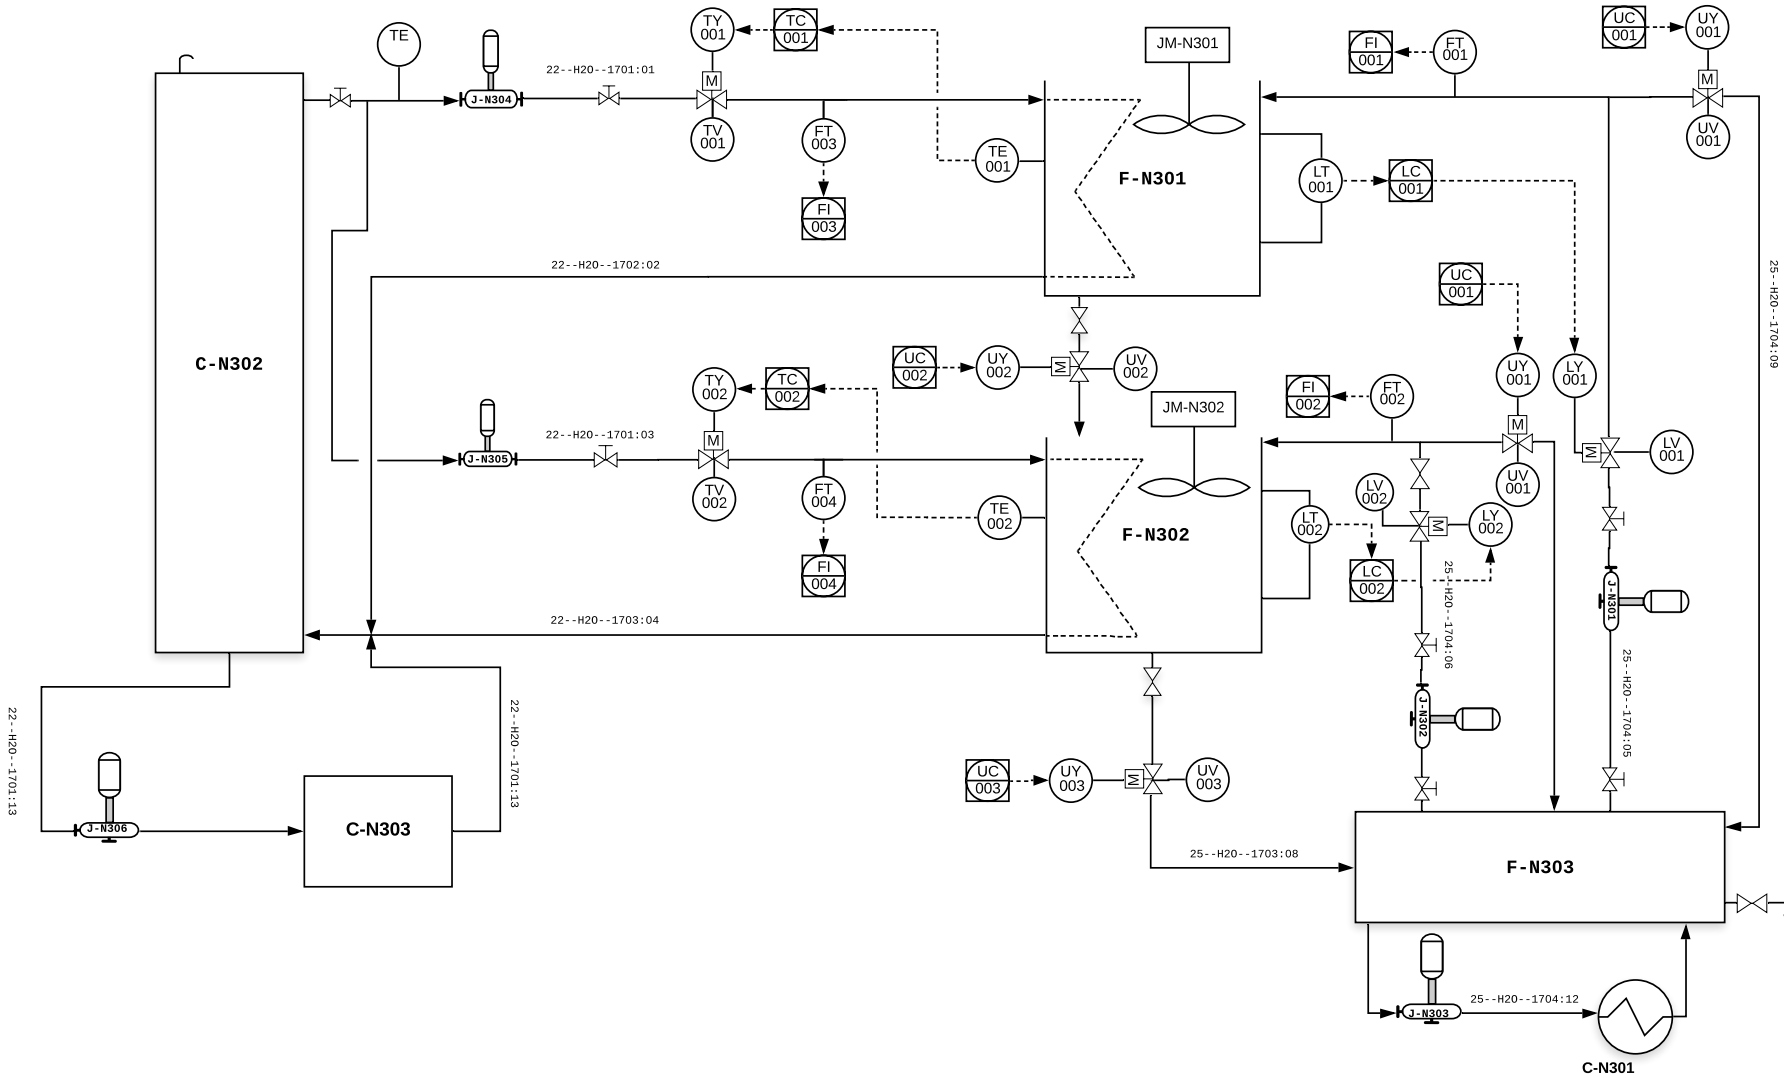 TE
J-N304
22--H2O--1701:01
TY
001
TC
001
M
TV
001
FT
003
FI
003
TE
001
JM-N301
F-N301
FI
001
FT
001
UC
001
UY
001
M
UV
001
LT
001
LC
001
22--H2O--1702:02
25--H2O--1704:09
C-N302
UC
001
UC
002
UY
002
M
UV
002
UY
001
LY
001
TY
002
TC
002
JM-N302
FI
002
FT
002
M
M
LV
001
J-N305
22--H2O--1701:03
M
TV
002
FT
004
FI
004
TE
002
F-N302
LT
002
LV
002
M
LY
002
UV
001
LC
002
25--H2O--1704:06
J-N301
22--H2O--1703:04
25--H2O--1704:05
J-N302
22--H2O--1701:13
22--H2O--1701:13
J-N306
C-N303
UC
003
UY
003
M
UV
003
25--H2O--1703:08
F-N303
J-N303
25--H2O--1704:12
C-N301